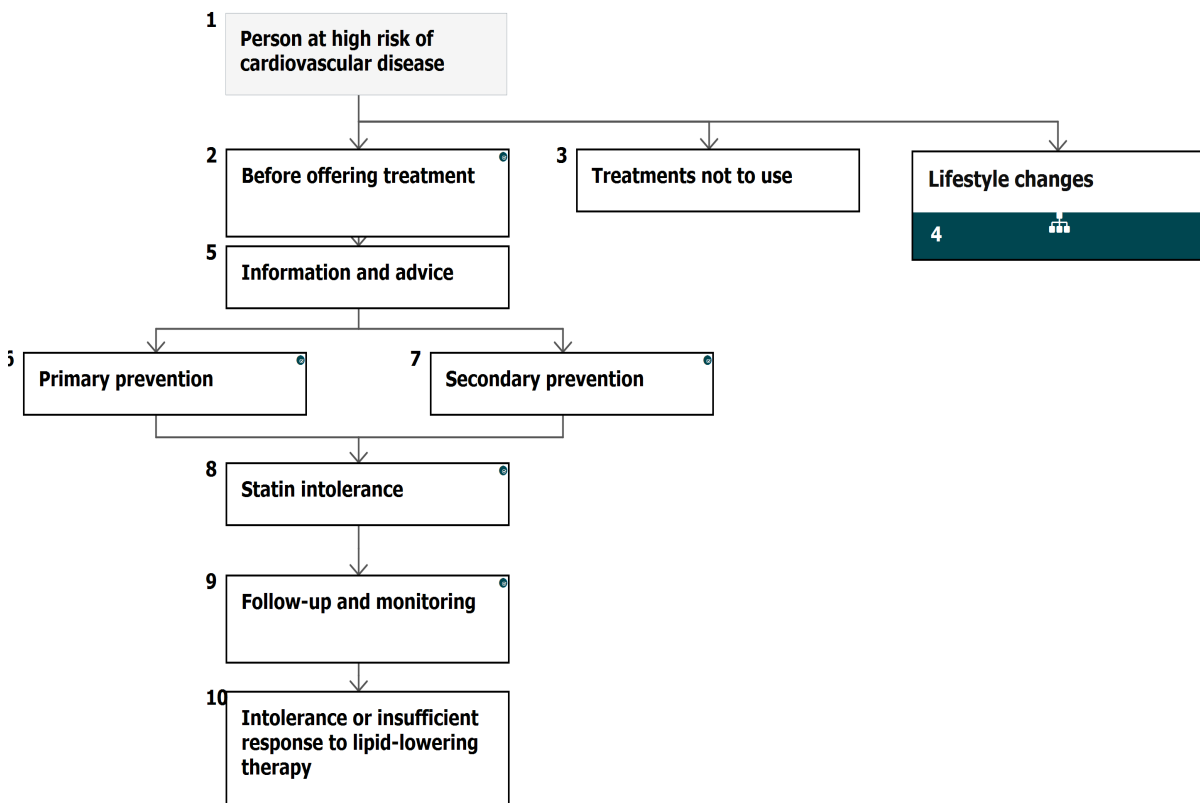 1
Person at high risk of
cardiovascular disease
2
Before offering treatment
3
Treatments not to use
Lifestyle changes
4
5
Information and advice
Primary prevention
7
Secondary prevention
8
Statin intolerance
9
Follow-up and monitoring
10
Intolerance or insufficient
response to lipid-lowering
therapy